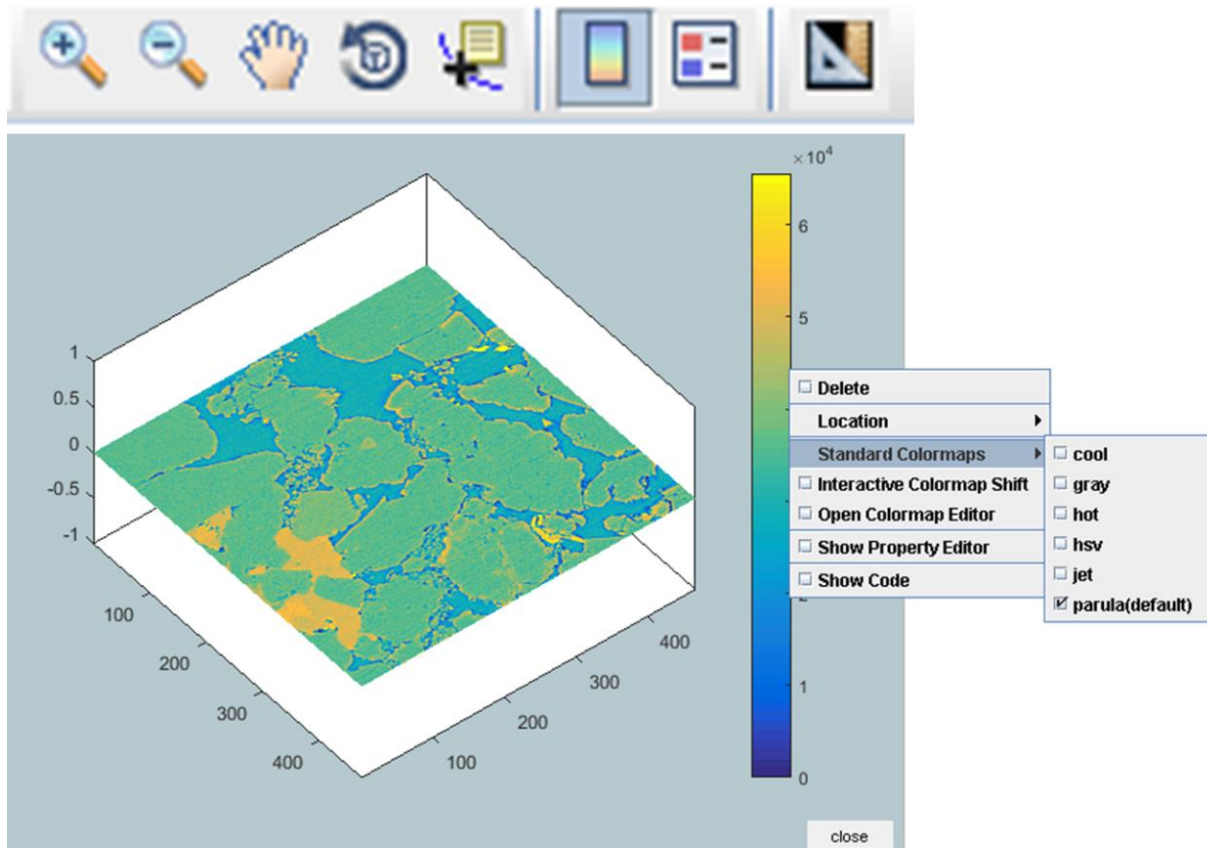 ×10⁴
6
5
2
1
0
1
0.5
0
-0.5
-1
100
200
300
400
100
200
300
400
Delete
Location
Standard Colormaps
Interactive Colormap Shift
Open Colormap Editor
Show Property Editor
Show Code
cool
gray
hot
hsv
jet
parula(default)
close